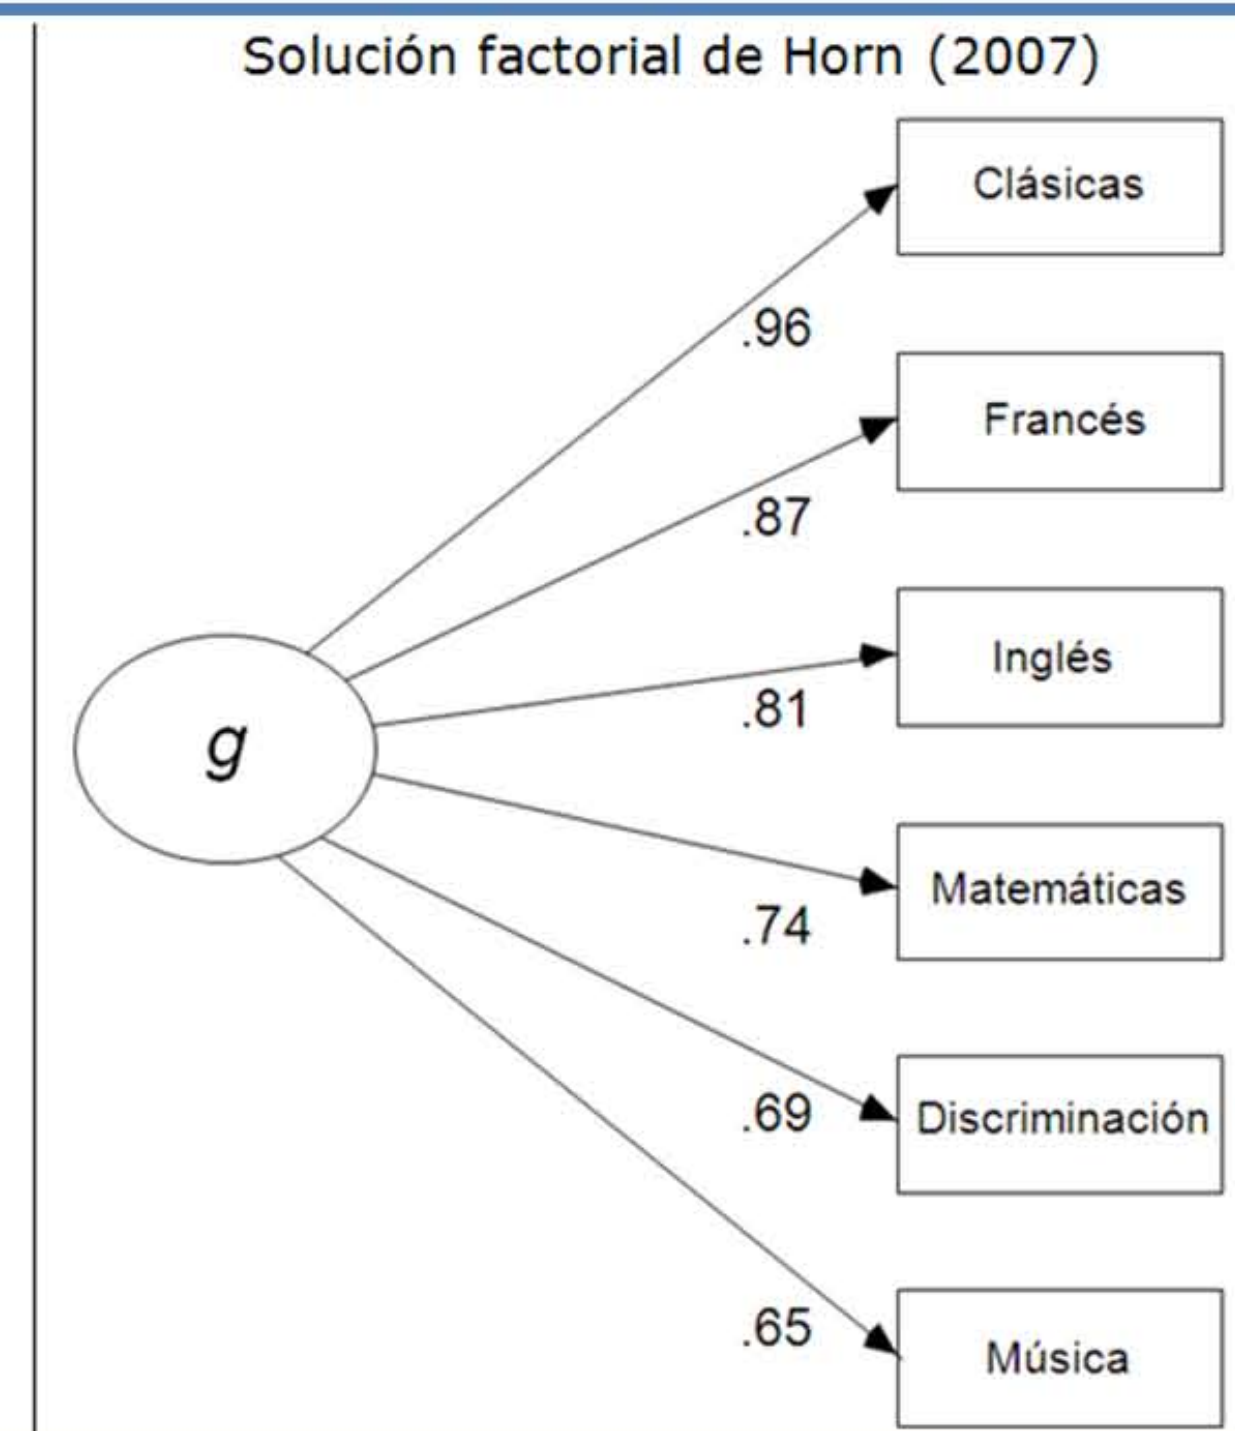 Solución factorial de Horn (2007)
Clásicas
.96
Francés
.87
Inglés
.81
g
Matemáticas
.74
Discriminación
.69
Música
.65